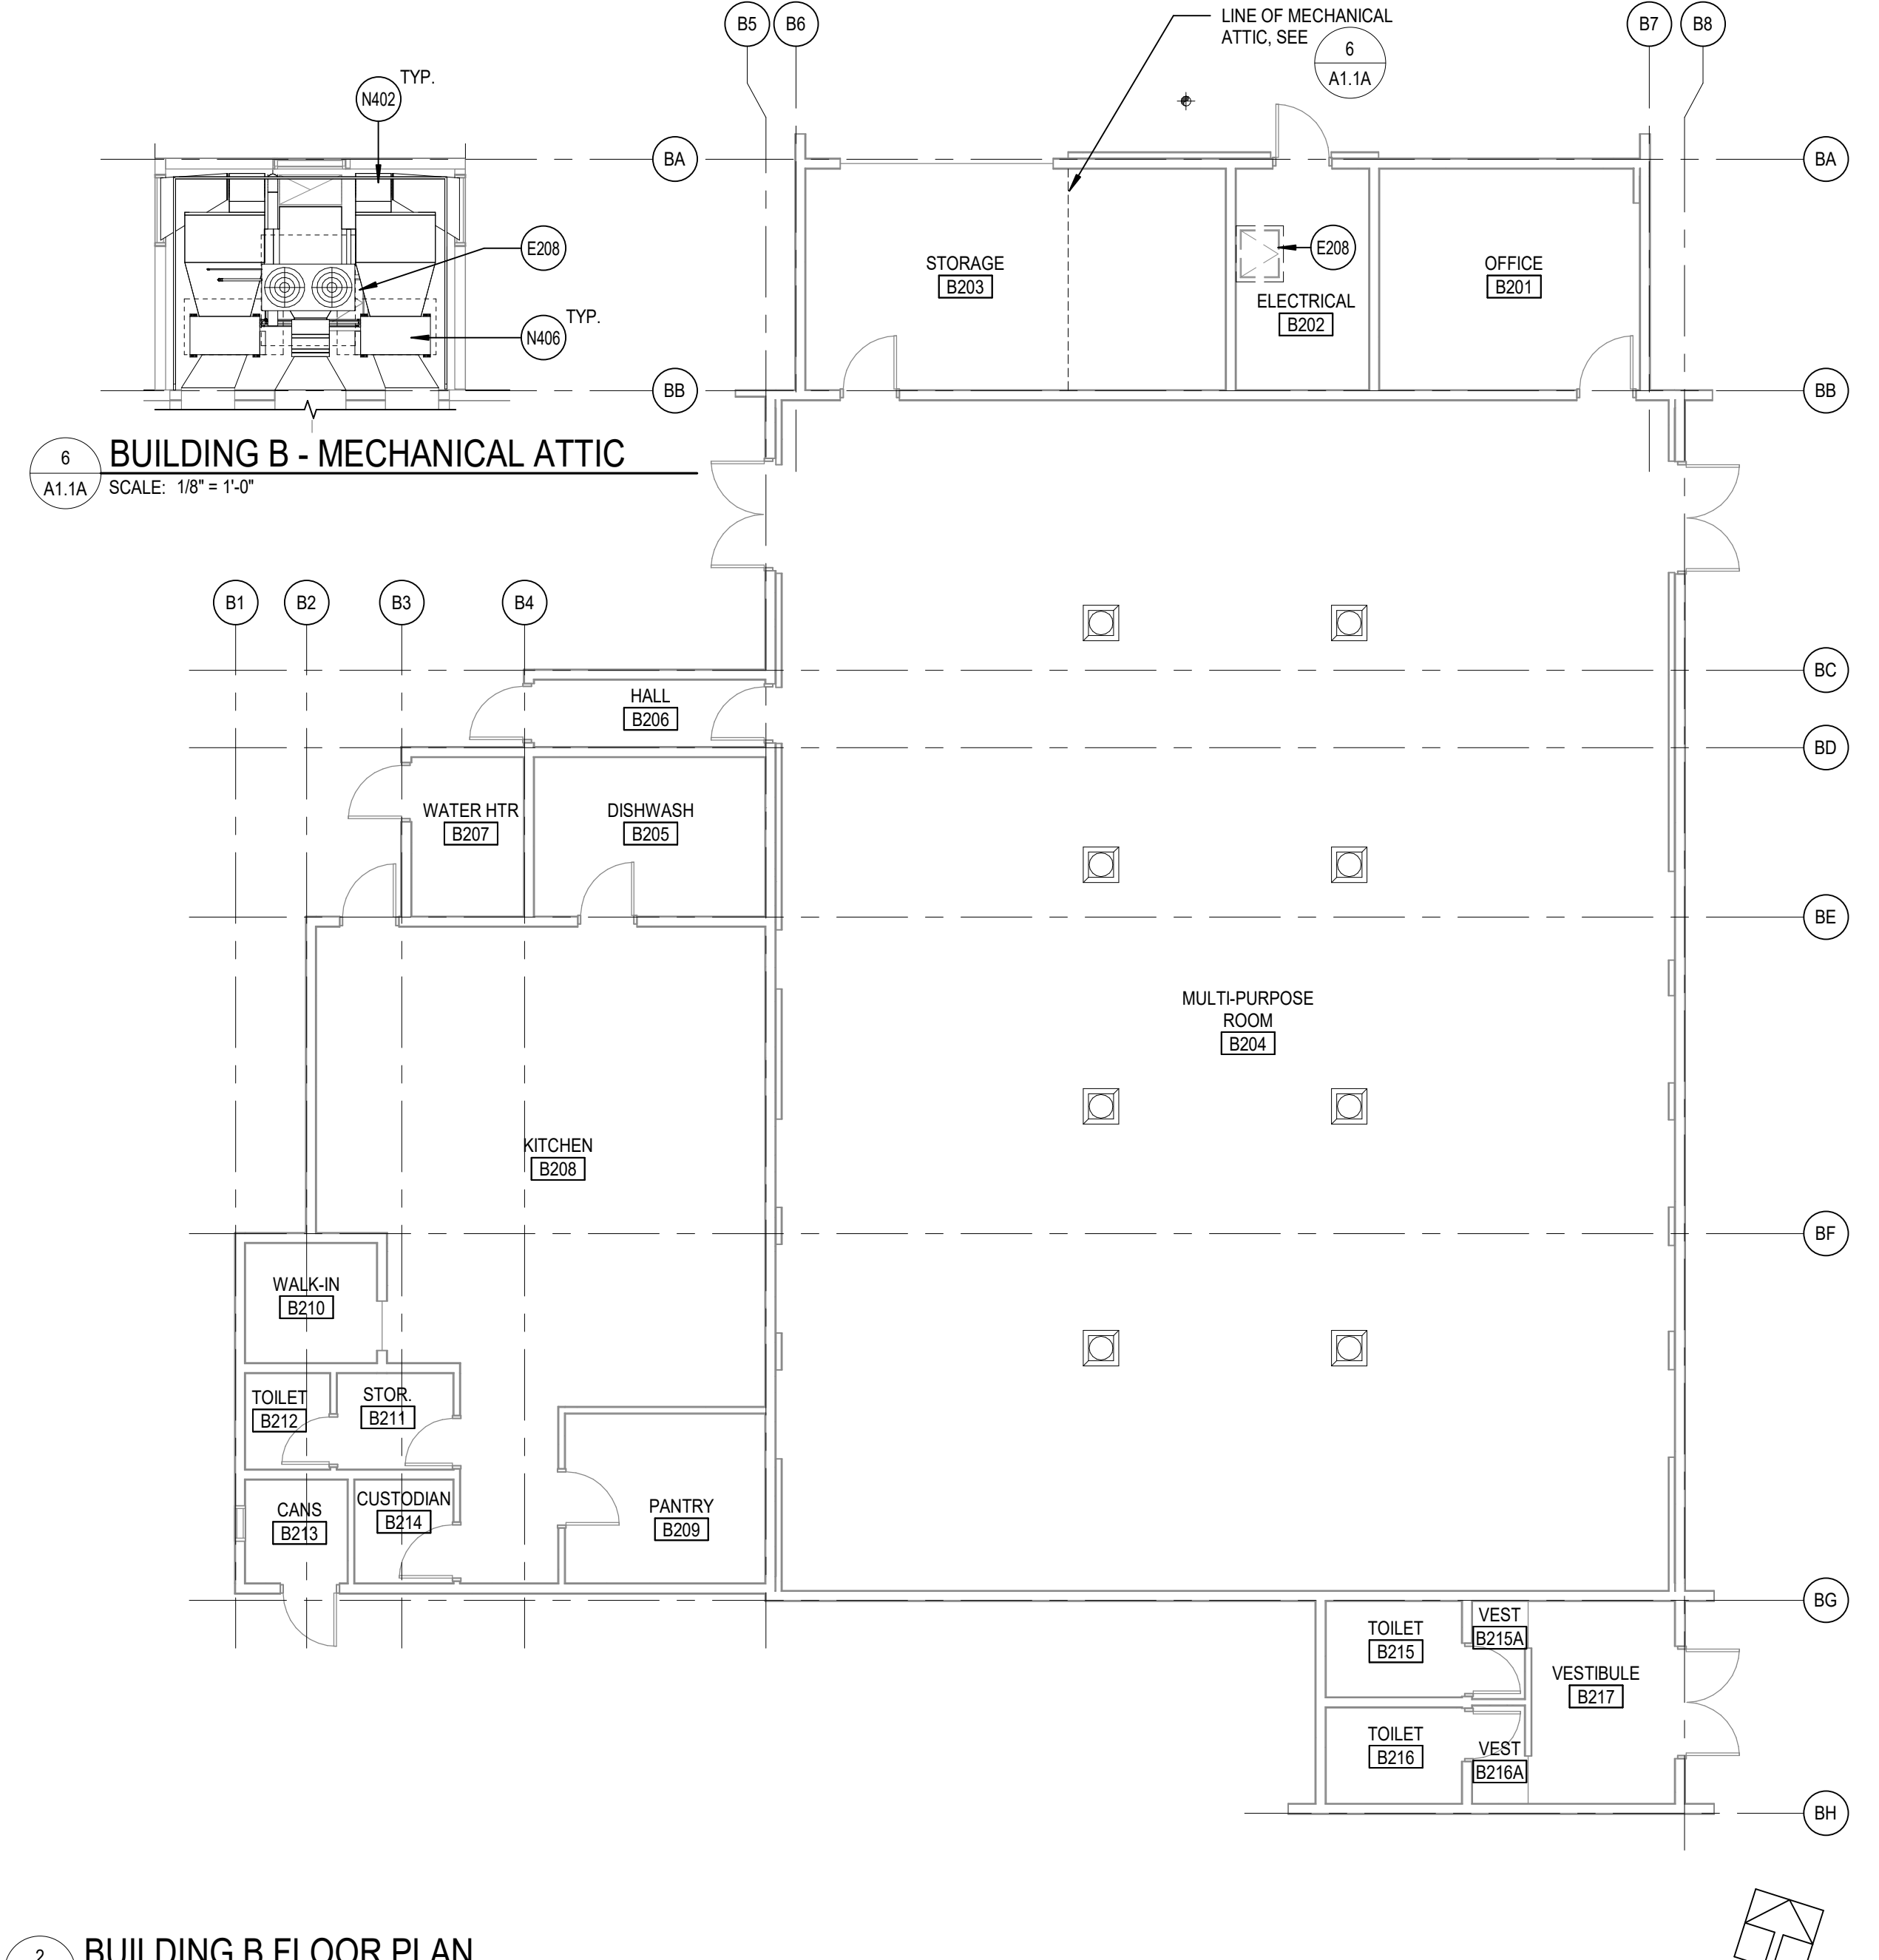 B5
B6
LINE OF MECHANICAL
ATTIC, SEE
6
A1.1A
B7
B8
TYP.
N402
BA
BA
E208
STORAGE
B203
E208
ELECTRICAL
B202
OFFICE
B201
TYP.
N406
BB
BB
6
A1.1A
BUILDING B - MECHANICAL ATTIC
SCALE: 1/8" = 1'-0"
B1
B2
B3
B4
BC
HALL
B206
BD
WATER HTR
B207
DISHWASH
B205
BE
MULTI-PURPOSE
ROOM
B204
KITCHEN
B208
BF
WALK-IN
B210
TOILET
B212
STOR.
B211
CANS
B213
CUSTODIAN
B214
PANTRY
B209
BG
TOILET
B215
VEST
B215A
VESTIBULE
B217
TOILET
B216
VEST
B216A
BH
2
BUILDING B FLOOR PLAN